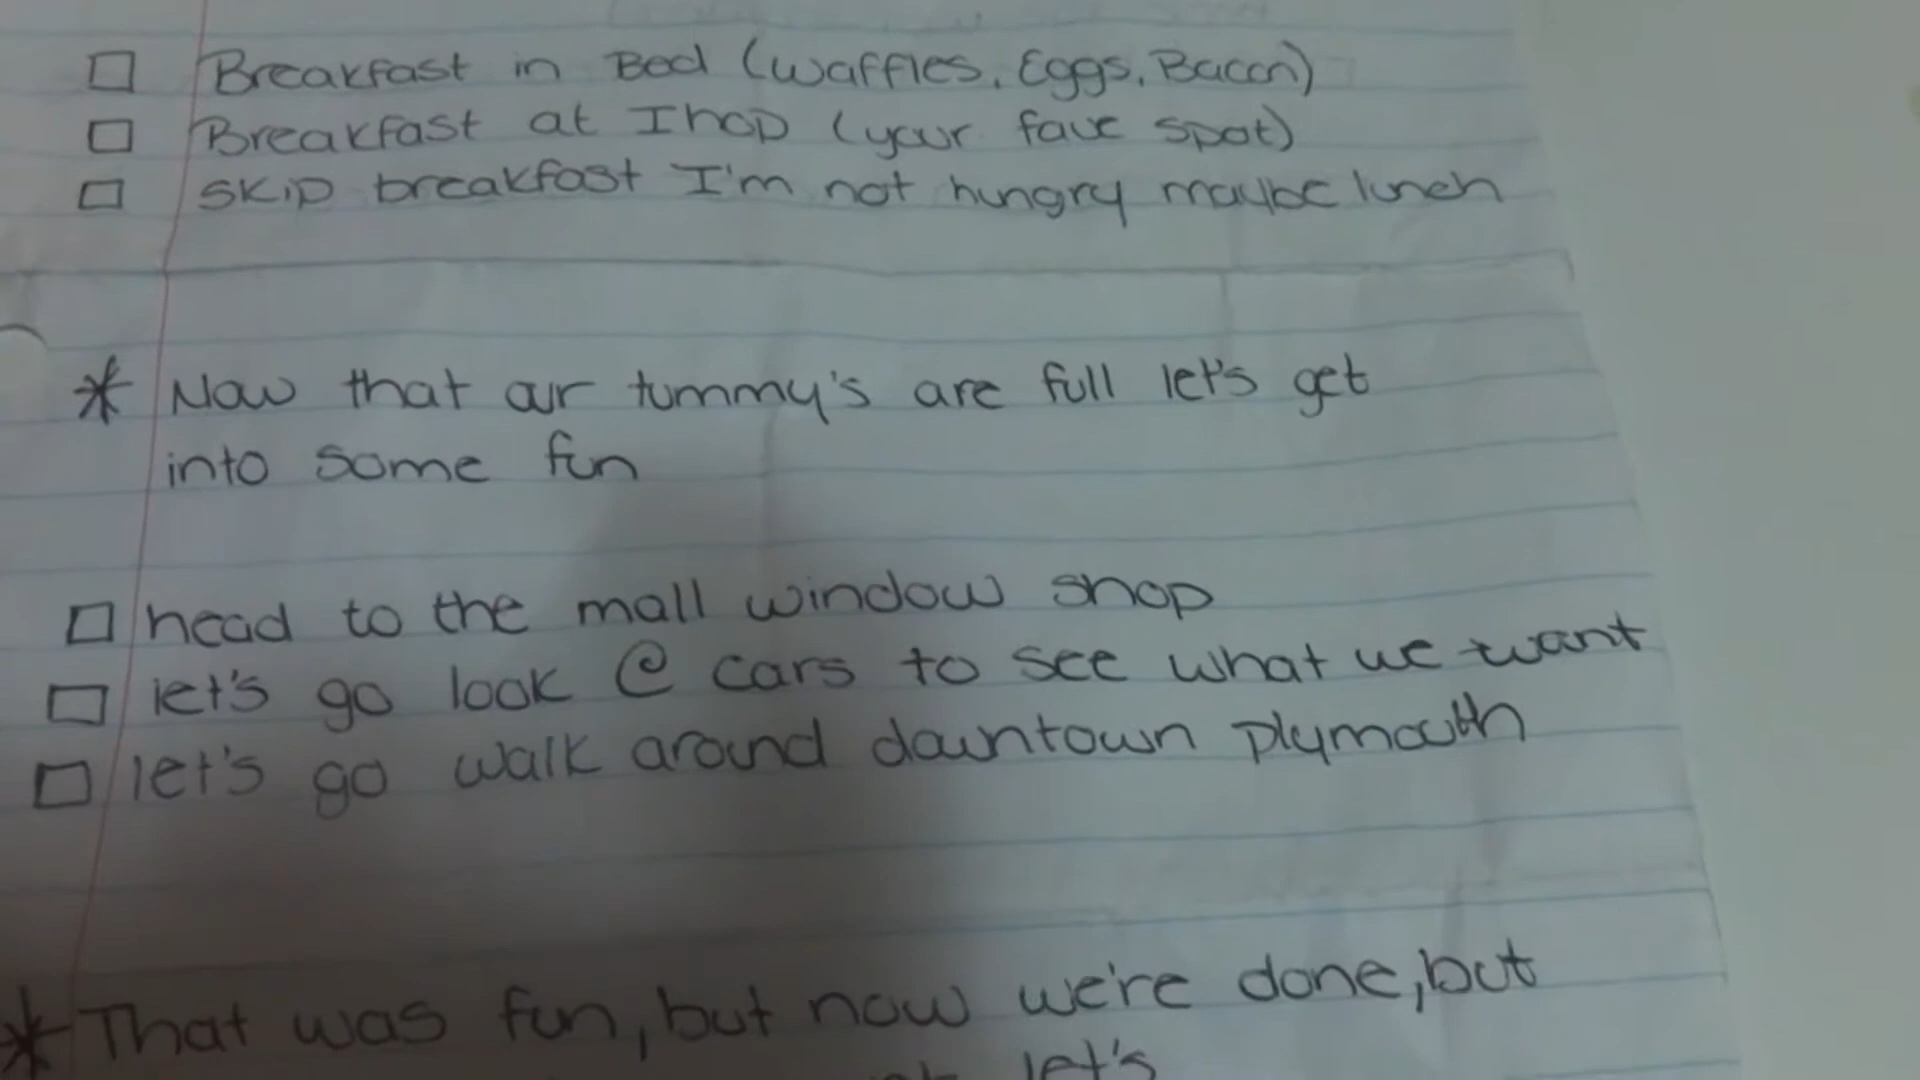 Breakfast in Bed (waffles, Eggs, Bacon)
Breakfast at Ihop (your fave spot)
skip breakfast I'm not hungry maybe lunch
* Now that our tummy's are full let's get
into some fun
head to the mall window shop
let's go look @ cars to see what we want
let's go walk around downtown plymouth
* That was fun, but now we're done, but
let's